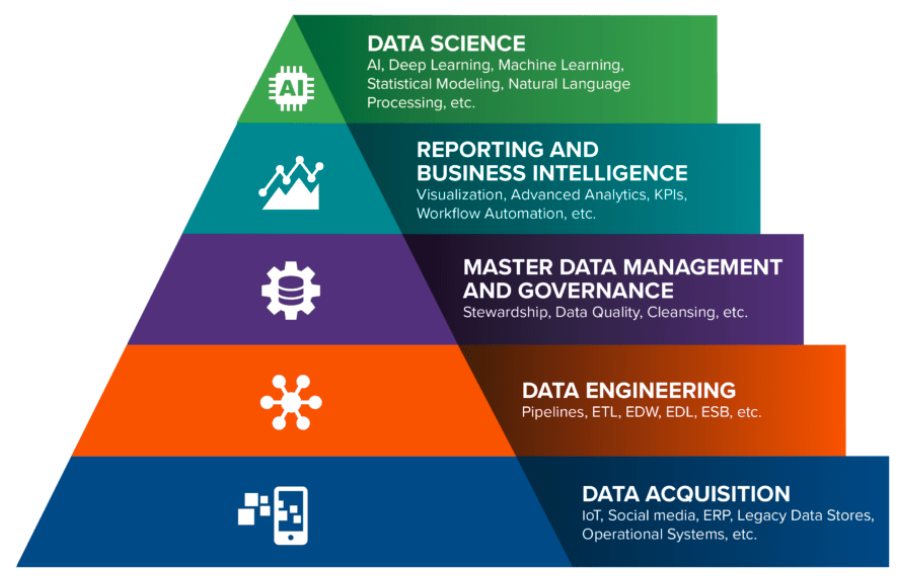 DATA SCIENCE
AI, Deep Learning, Machine Learning,
Statistical Modeling, Natural Language
Processing, etc.
AI
REPORTING AND
BUSINESS INTELLIGENCE
Visualization, Advanced Analytics, KPIs,
Workflow Automation, etc.
MASTER DATA MANAGEMENT
AND GOVERNANCE
Stewardship, Data Quality, Cleansing, etc.
DATA ENGINEERING
Pipelines, ETL, EDW, EDL, ESB, etc.
DATA ACQUISITION
IoT, Social media, ERP, Legacy Data Stores,
Operational Systems, etc.